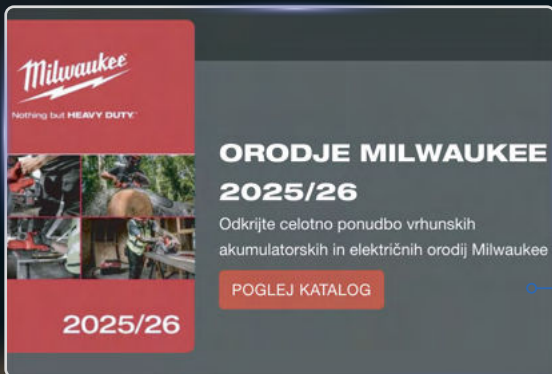 Milwaukee
Nothing but HEAVY DUTY.™
2025/26
ORODJE MILWAUKEE
2025/26
Odkrijte celotno ponudbo vrhunskih
akumulatorskih in električnih orodij Milwaukee
POGLEJ KATALOG